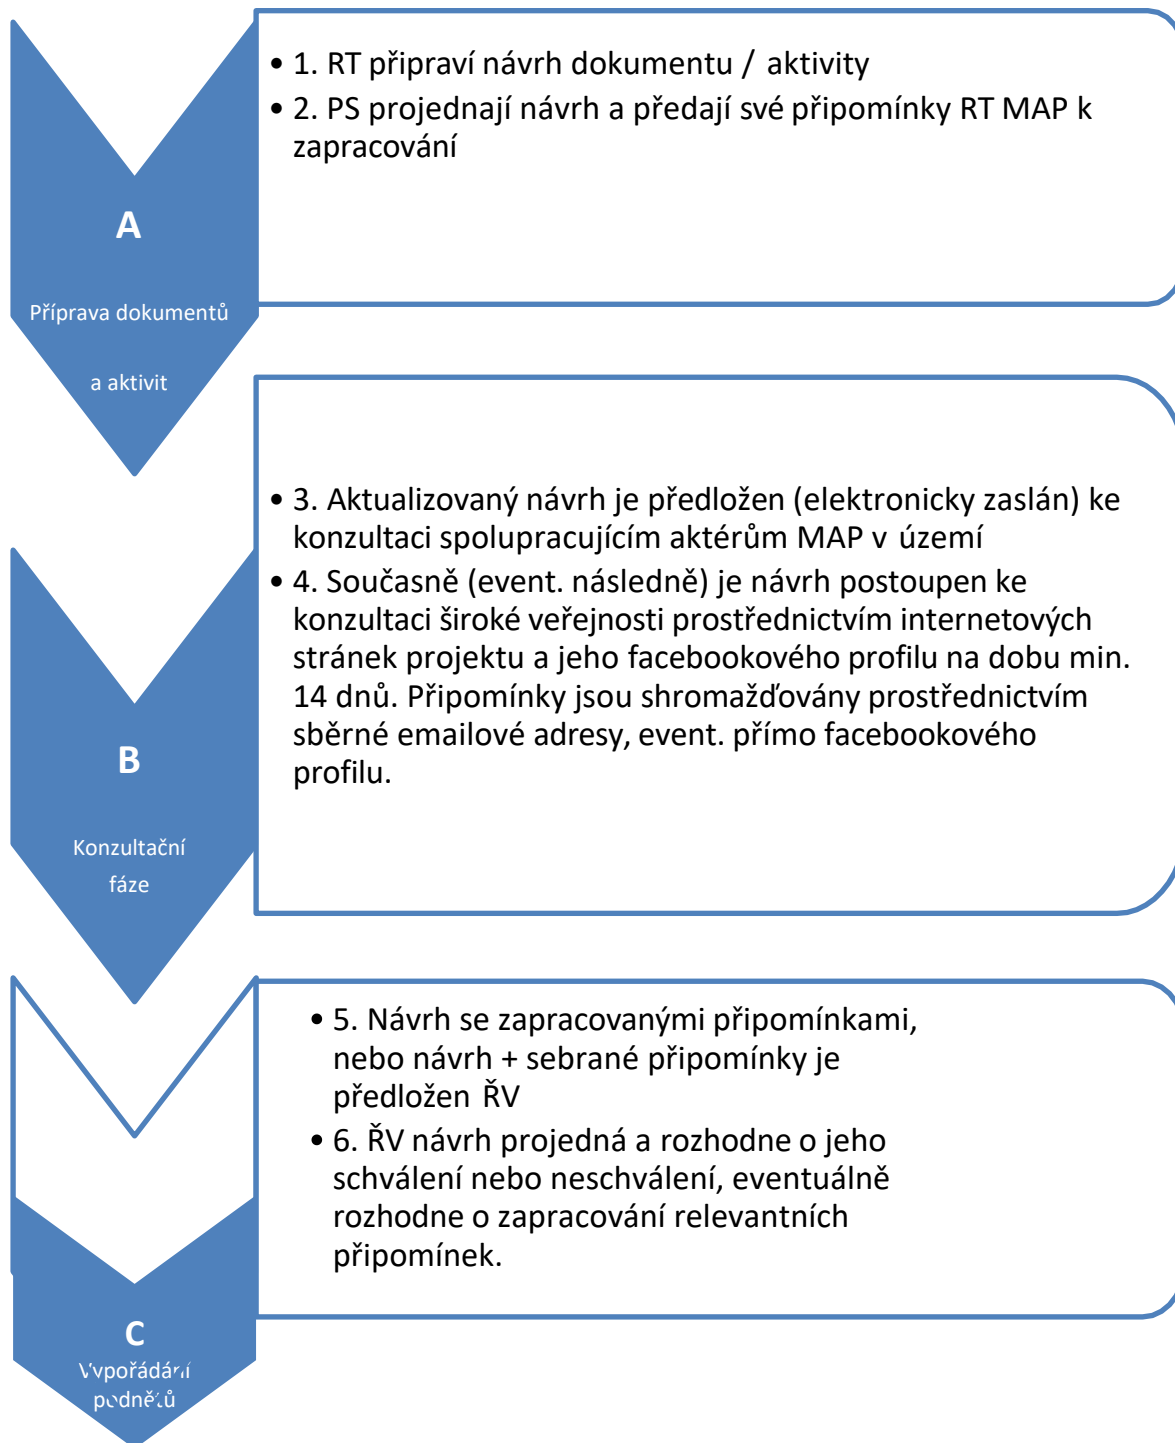 • 1. RT připraví návrh dokumentu / aktivity
• 2. PS projednají návrh a předají své připomínky RT MAP k
zapracování
A
Příprava dokumentů
a aktivit
• 3. Aktualizovaný návrh je předložen (elektronicky zaslán) ke
konzultaci spolupracujícím aktérům MAP v území
• 4. Současně (event. následně) je návrh postoupen ke
konzultaci široké veřejnosti prostřednictvím internetových
stránek projektu a jeho facebookového profilu na dobu min.
14 dnů. Připomínky jsou shromažďovány prostřednictvím
sběrné emailové adresy, event. přímo facebookového
profilu.
B
Konzultační
fáze
• 5. Návrh se zapracovanými připomínkami,
nebo návrh + sebrané připomínky je
předložen ŘV
• 6. ŘV návrh projedná a rozhodne o jeho
schválení nebo neschválení, eventuálně
rozhodne o zapracování relevantních
připomínek.
C
Vypořádání
podnětů